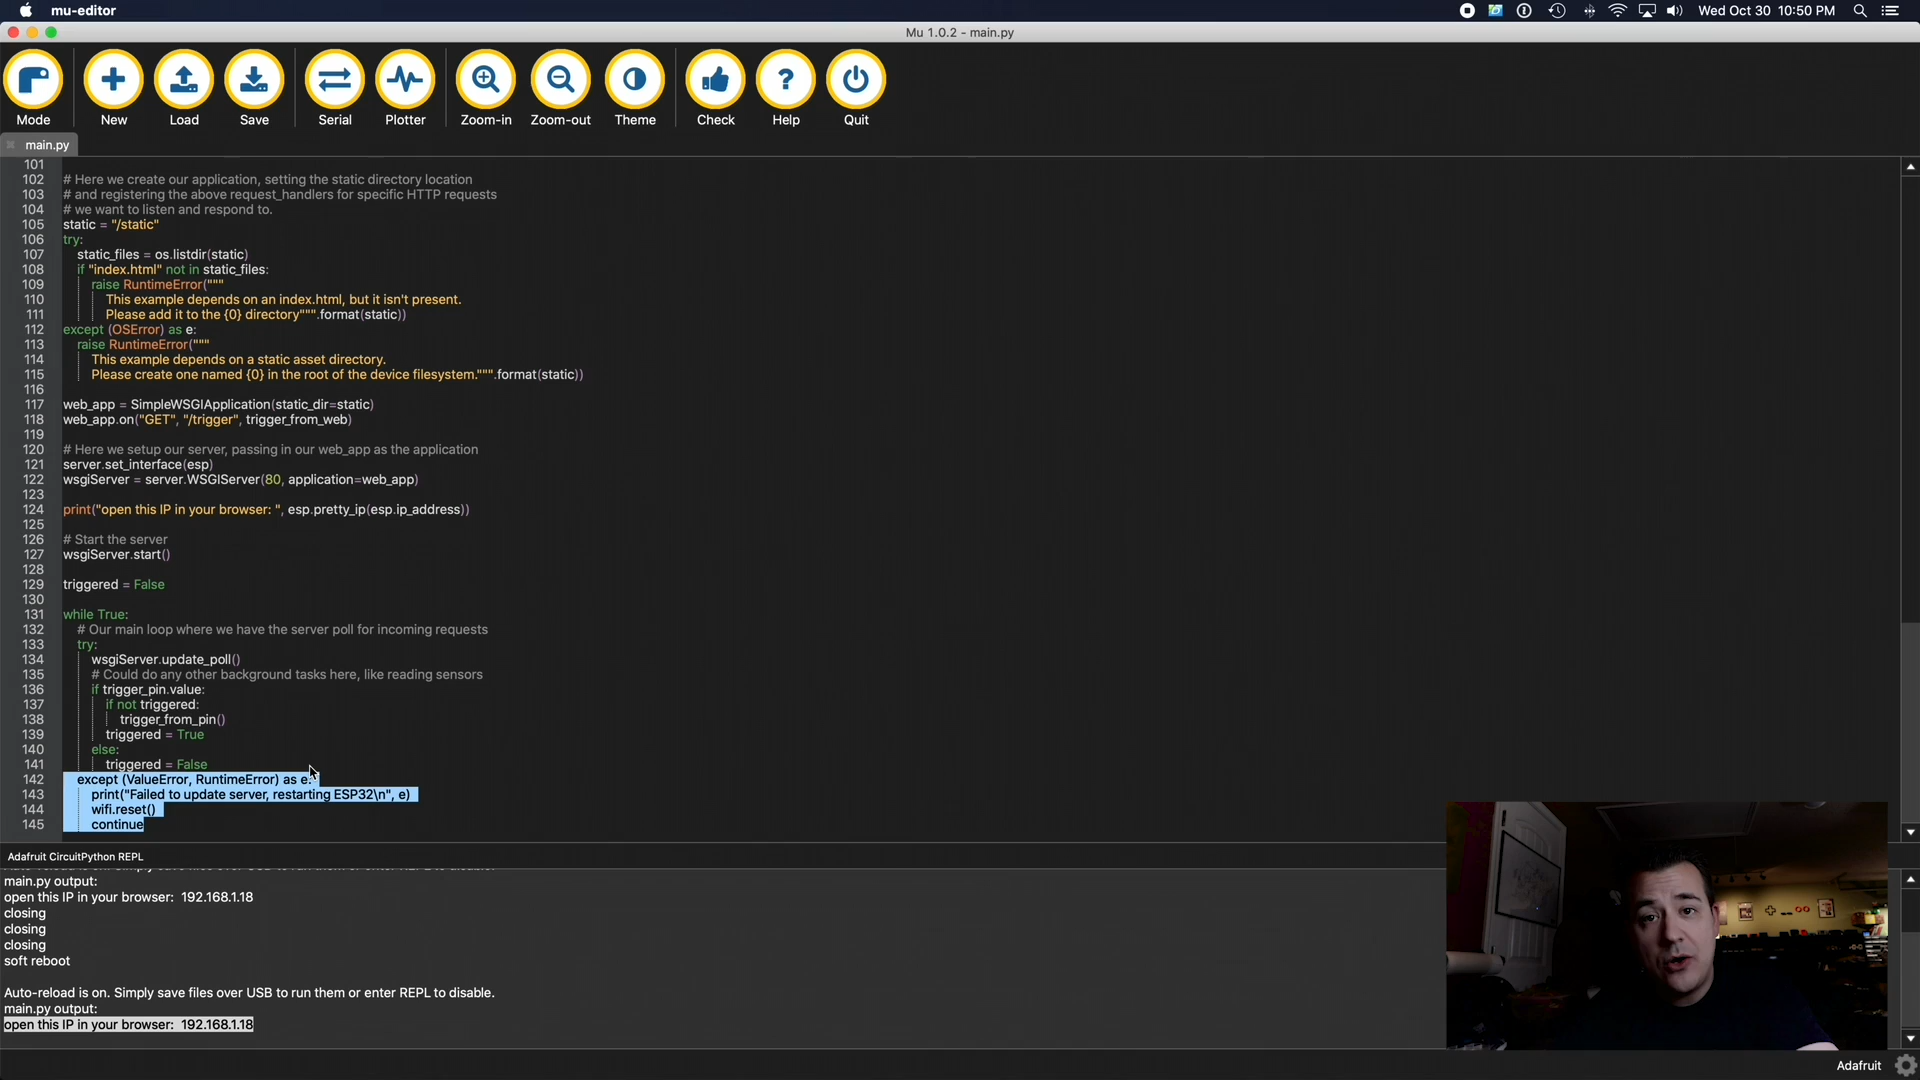 mu-editor
Wed Oct 30 10:50 PM
Mu 1.0.2 - main.py
Mode
New
Load
Save
Serial
Plotter
Zoom-in
Zoom-out
Theme
Check
Help
Quit
main.py
101
102 # Here we create our application, setting the static directory location
103 # and registering the above request_handlers for specific HTTP requests
104 # we want to listen and respond to.
105 static = "/static"
106 try:
107 static_files = os.listdir(static)
108 if "index.html" not in static_files:
109 raise RuntimeError("""
110 This example depends on an index.html, but it isn't present.
111 Please add it to the {0} directory""".format(static))
112 except (OSError) as e:
113 raise RuntimeError("""
114 This example depends on a static asset directory.
115 Please create one named {0} in the root of the device filesystem.""".format(static))
116
117 web_app = SimpleWSGIApplication(static_dir=static)
118 web_app.on("GET", "/trigger", trigger_from_web)
119
120 # Here we setup our server, passing in our web_app as the application
121 server.set_interface(esp)
122 wsgiServer = server.WSGIServer(80, application=web_app)
123
124 print("open this IP in your browser: ", esp.pretty_ip(esp.ip_address))
125
126 # Start the server
127 wsgiServer.start()
128
129 triggered = False
130
131 while True:
132 # Our main loop where we have the server poll for incoming requests
133 try:
134 wsgiServer.update_poll()
135 # Could do any other background tasks here, like reading sensors
136 if trigger_pin.value:
137 if not triggered:
138 trigger_from_pin()
139 triggered = True
140 else:
141 triggered = False
142 except (ValueError, RuntimeError) as e:
143 print("Failed to update server, restarting ESP32\n", e)
144 wifi.reset()
145 continue
Adafruit CircuitPython REPL
main.py output:
open this IP in your browser: 192.168.1.18
closing
closing
closing
soft reboot
Auto-reload is on. Simply save files over USB to run them or enter REPL to disable.
main.py output:
open this IP in your browser: 192.168.1.18
Adafruit